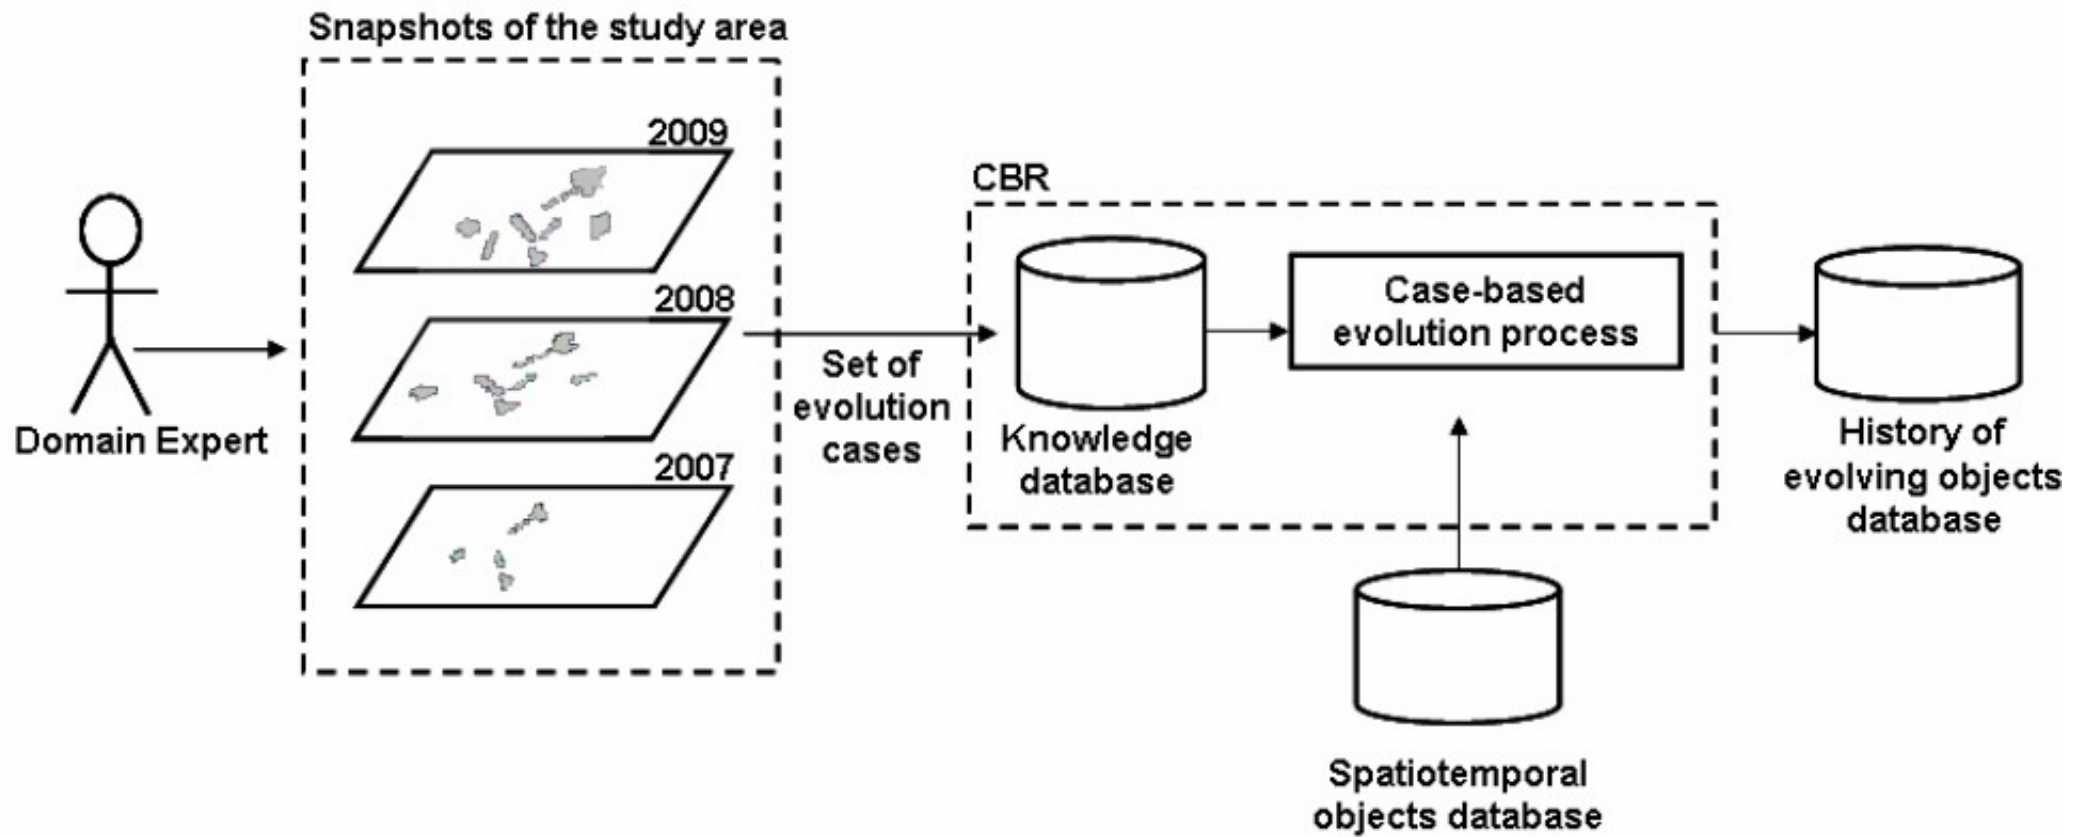 Snapshots of the study area
2009
2008
2007
Domain Expert
Set of
evolution
cases
CBR
Knowledge
database
Case-based
evolution process
History of
evolving objects
database
Spatiotemporal
objects database